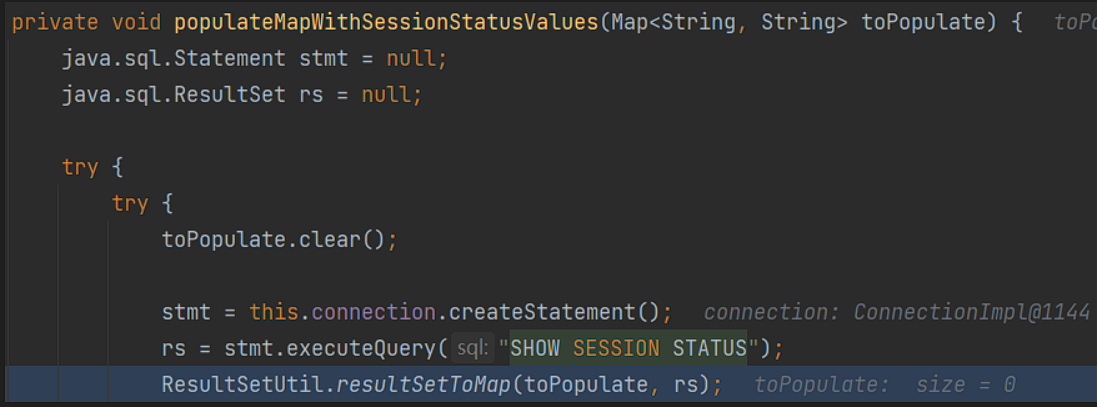 private void populateMapWithSessionStatusValues(Map<String, String> toPopulate) {
java.sql.Statement stmt = null;
java.sql.ResultSet rs = null;
try {
try {
toPopulate.clear();
stmt = this.connection.createStatement(); connection: ConnectionImpl@1144
rs = stmt.executeQuery( sql: "SHOW SESSION STATUS");
ResultSetUtil.resultSetToMap(toPopulate, rs); toPopulate: size = 0